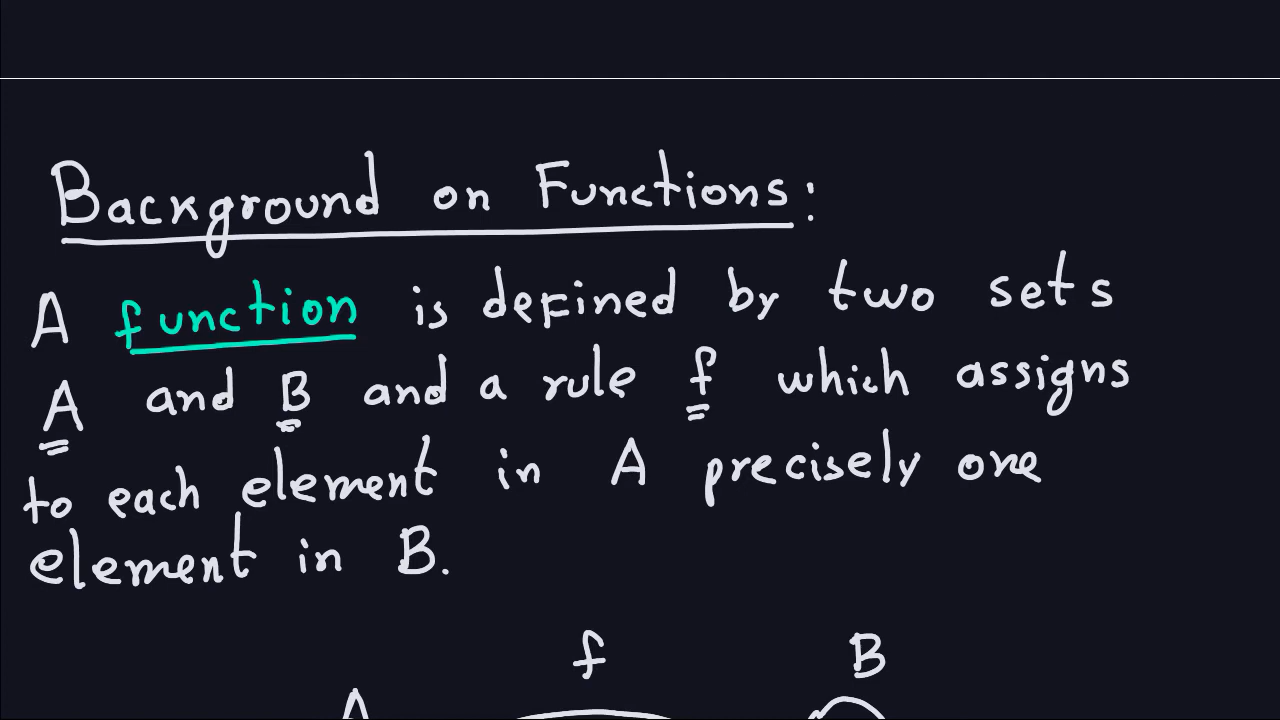 Background on Functions:
A function is defined by two sets
A and B and a rule f which assigns
to each element in A precisely one
element in B.
f B
A